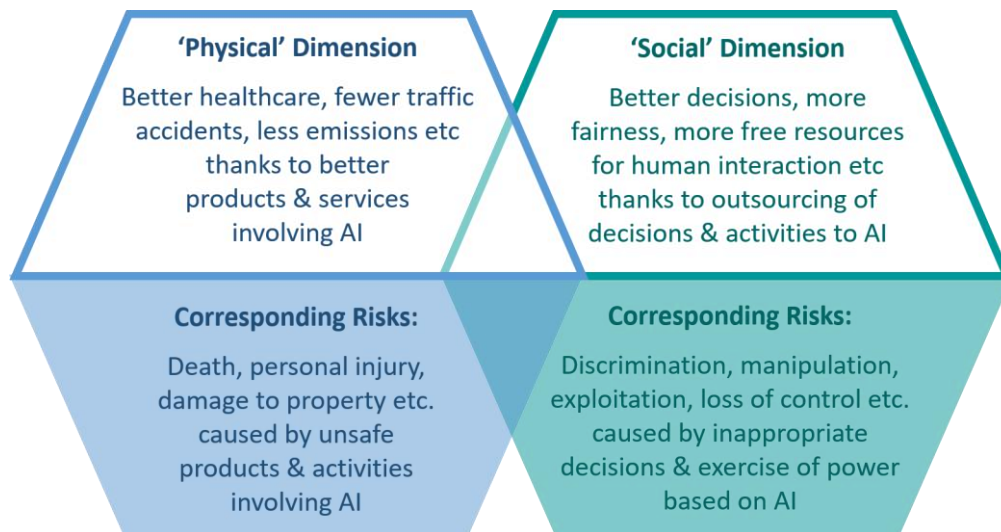 ‘Physical’ Dimension
Better healthcare, fewer traffic
accidents, less emissions etc
thanks to better
products & services
involving AI
‘Social’ Dimension
Better decisions, more
fairness, more free resources
for human interaction etc
thanks to outsourcing of
decisions & activities to AI
Corresponding Risks:
Death, personal injury,
damage to property etc.
caused by unsafe
products & activities
involving AI
Corresponding Risks:
Discrimination, manipulation,
exploitation, loss of control etc.
caused by inappropriate
decisions & exercise of power
based on AI